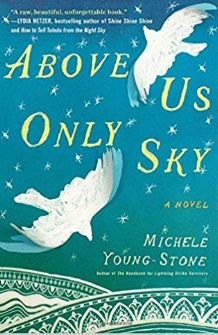 "A raw, beautiful, unforgettable book."
—LYDIA NETZER, bestselling author of Shine Shine Shine
and How to Tell Toledo from the Night Sky
ABOVE
US
ONLY
SKY
A NOVEL
MICHELE
YOUNG-STONE
Author of The Handbook for Lightning Strike Survivors